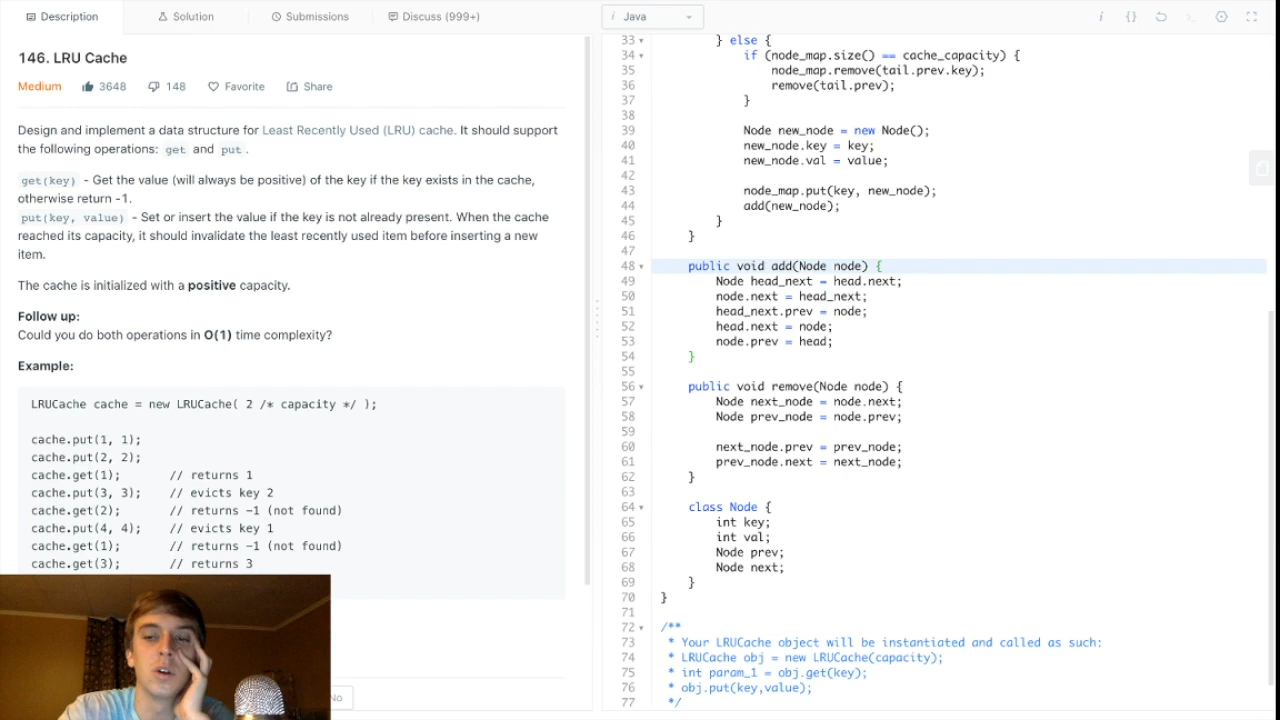 Description
Solution
Submissions
Discuss (999+)
i Java
146. LRU Cache
Medium 3648 148 Favorite Share
Design and implement a data structure for Least Recently Used (LRU) cache. It should support
the following operations: get and put .
get(key) - Get the value (will always be positive) of the key if the key exists in the cache,
otherwise return -1.
put(key, value) - Set or insert the value if the key is not already present. When the cache
reached its capacity, it should invalidate the least recently used item before inserting a new
item.
The cache is initialized with a positive capacity.
Follow up:
Could you do both operations in O(1) time complexity?
Example:
LRUCache cache = new LRUCache( 2 /* capacity */ );
cache.put(1, 1);
cache.put(2, 2);
cache.get(1);       // returns 1
cache.put(3, 3);    // evicts key 2
cache.get(2);       // returns -1 (not found)
cache.put(4, 4);    // evicts key 1
cache.get(1);       // returns -1 (not found)
cache.get(3);       // returns 3
No
33 } else {
34 if (node_map.size() == cache_capacity) {
35 node_map.remove(tail.prev.key);
36 remove(tail.prev);
37 }
38
39 Node new_node = new Node();
40 new_node.key = key;
41 new_node.val = value;
42
43 node_map.put(key, new_node);
44 add(new_node);
45 }
46 }
47
48 public void add(Node node) {
49 Node head_next = head.next;
50 node.next = head_next;
51 head_next.prev = node;
52 head.next = node;
53 node.prev = head;
54 }
55
56 public void remove(Node node) {
57 Node next_node = node.next;
58 Node prev_node = node.prev;
59
60 next_node.prev = prev_node;
61 prev_node.next = next_node;
62 }
63
64 class Node {
65 int key;
66 int val;
67 Node prev;
68 Node next;
69 }
70 }
71
72 /**
73 * Your LRUCache object will be instantiated and called as such:
74 * LRUCache obj = new LRUCache(capacity);
75 * int param_1 = obj.get(key);
76 * obj.put(key,value);
77 */